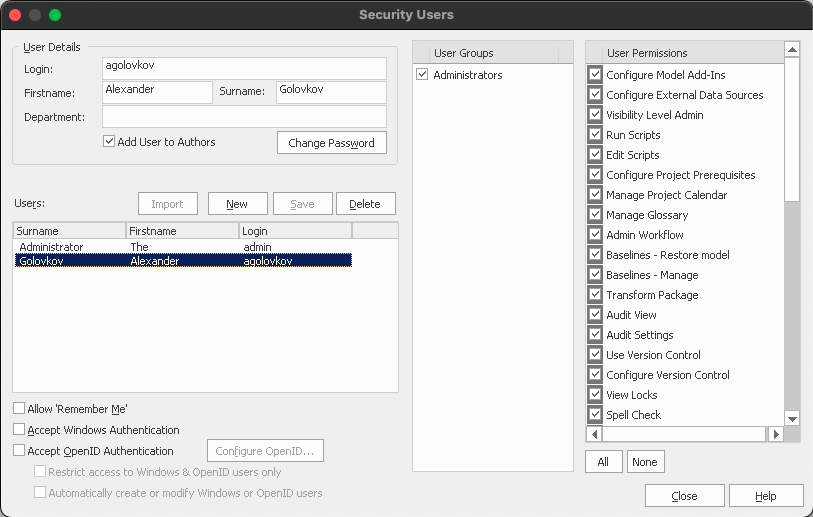 Security Users
User Details
Login: agolovkov
Firstname: Alexander Surname: Golovkov
Department:
Add User to Authors Change Password
Users: Import New Save Delete
Surname Firstname Login
Administrator The admin
Golovkov Alexander agolovkov
Allow 'Remember Me'
Accept Windows Authentication
Accept OpenID Authentication Configure OpenID...
Restrict access to Windows & OpenID users only
Automatically create or modify Windows or OpenID users
User Groups
Administrators
User Permissions
Configure Model Add-Ins
Configure External Data Sources
Visibility Level Admin
Run Scripts
Edit Scripts
Configure Project Prerequisites
Manage Project Calendar
Manage Glossary
Admin Workflow
Baselines - Restore model
Baselines - Manage
Transform Package
Audit View
Audit Settings
Use Version Control
Configure Version Control
View Locks
Spell Check
All None
Close Help